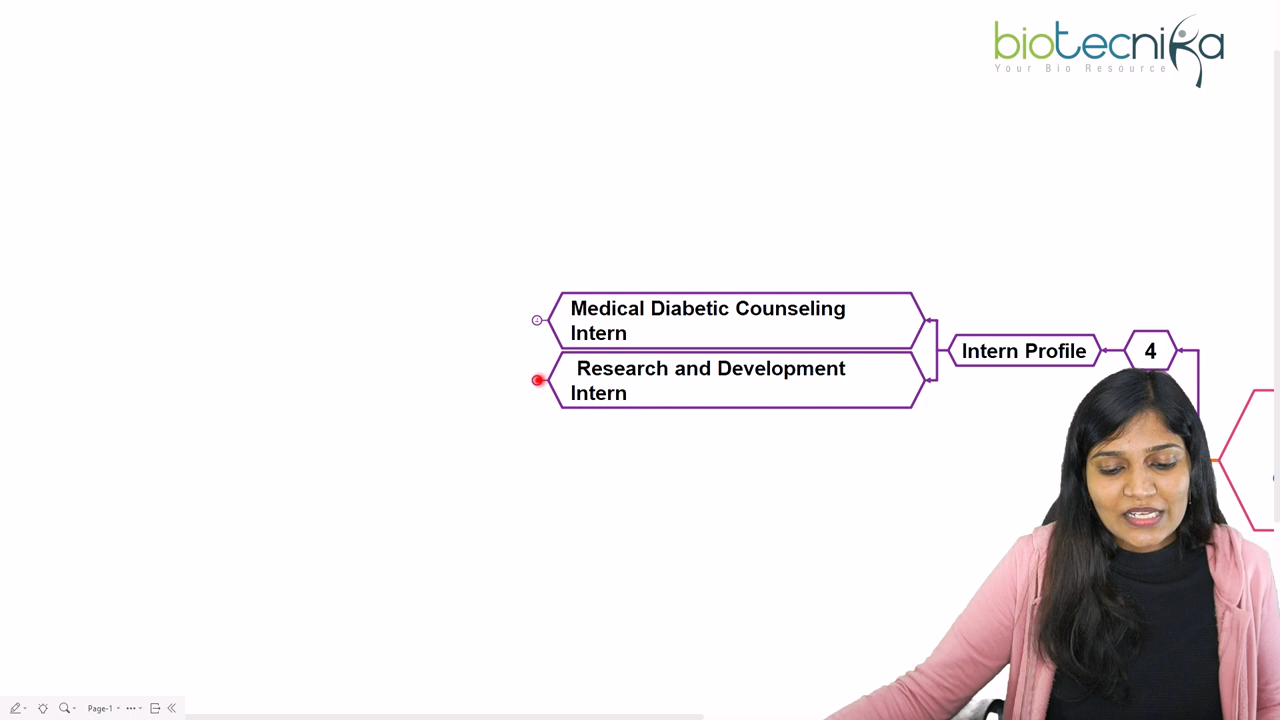 biotecnika
Your Bio Resource
Medical Diabetic Counseling
Intern
Research and Development
Intern
Intern Profile
4
Page-1